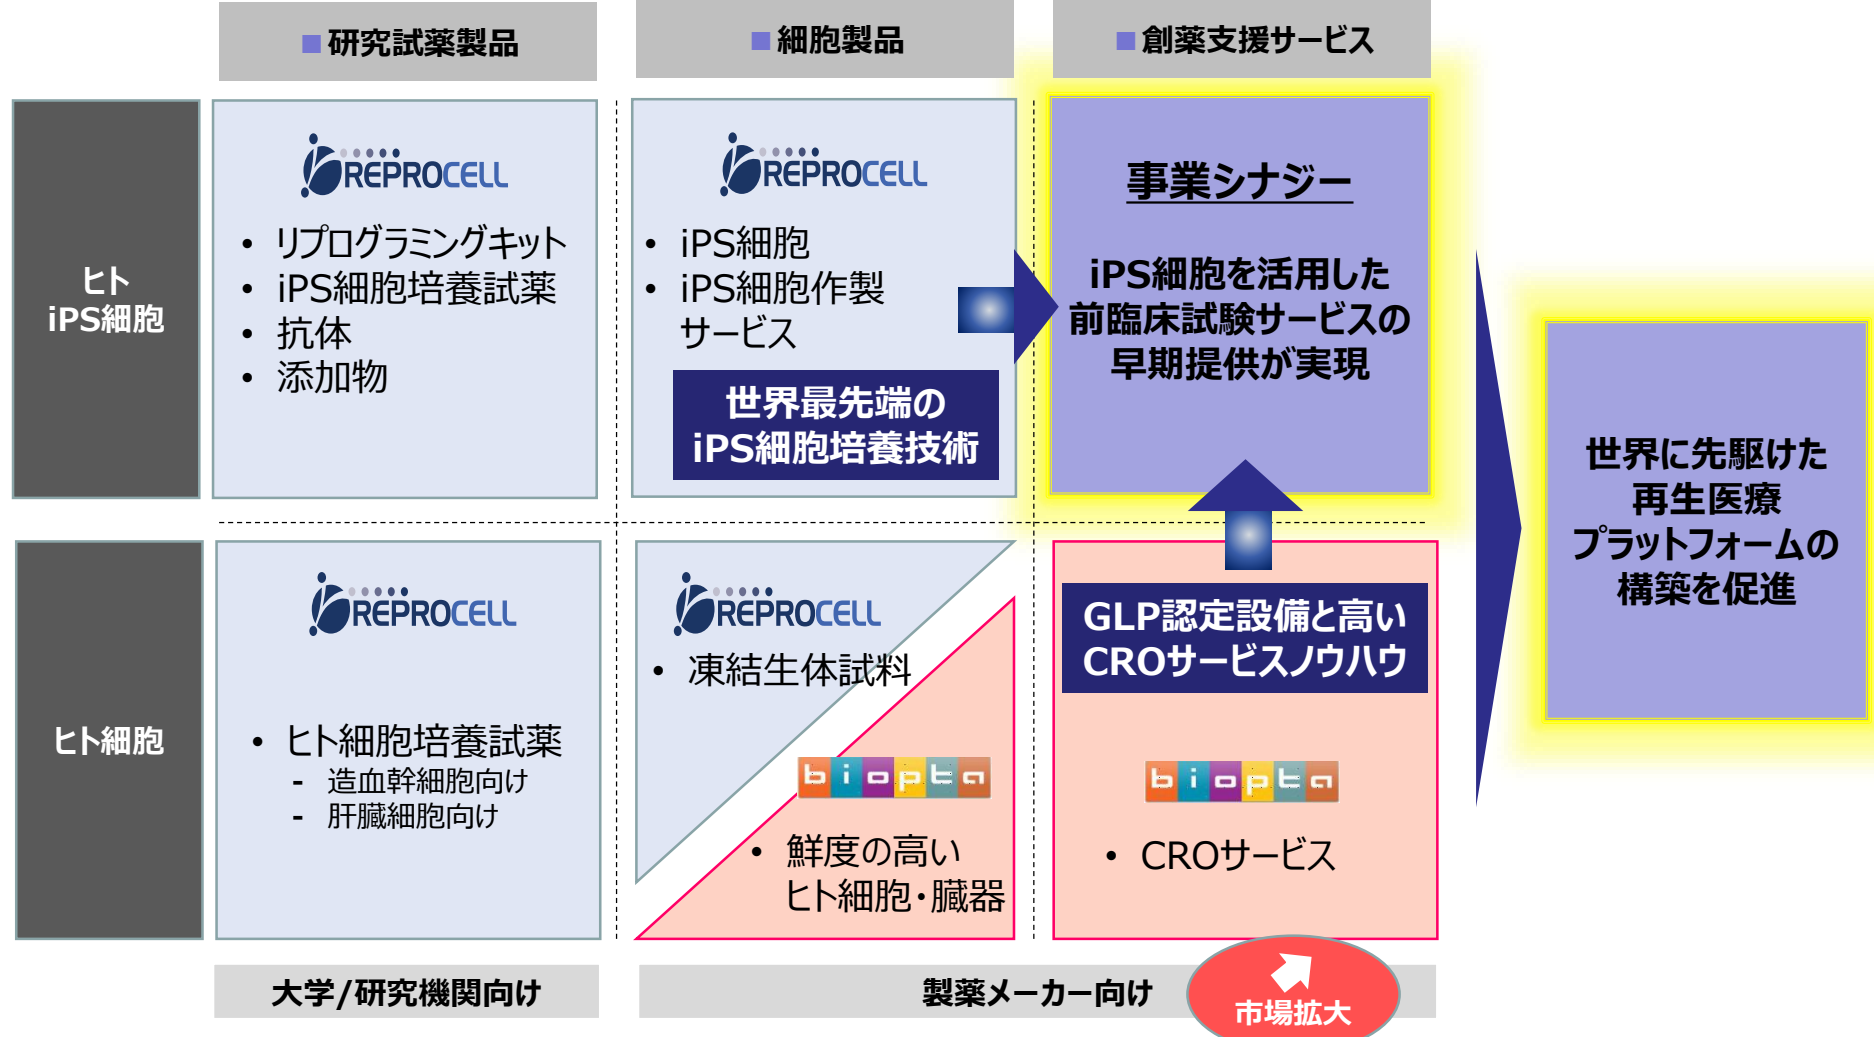 ■研究試薬製品
■細胞製品
■創薬支援サービス
ヒト
iPS細胞
REPROCELL
• リプログラミングキット
• iPS細胞培養試薬
• 抗体
• 添加物
REPROCELL
• iPS細胞
• iPS細胞作製
サービス
世界最先端の
iPS細胞培養技術
事業シナジー
iPS細胞を活用した
前臨床試験サービスの
早期提供が実現
世界に先駆けた
再生医療
プラットフォームの
構築を促進
ヒト細胞
REPROCELL
• ヒト細胞培養試薬
- 造血幹細胞向け
- 肝臓細胞向け
REPROCELL
• 凍結生体試料
biopta
• 鮮度の高い
ヒト細胞・臓器
GLP認定設備と高い
CROサービスノウハウ
biopta
• CROサービス
大学/研究機関向け
製薬メーカー向け
市場拡大